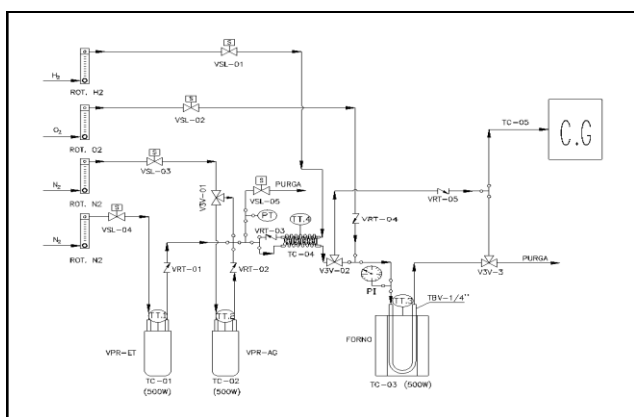 S
VSL-01
H₂
ROT. H2
S
VSL-02
O₂
ROT. O2
S
VSL-03
N₂
ROT. N2
S
VSL-04
N₂
ROT. N2
V3V-01
S
VSL-05
PURGA
PT
VRT-03
TT.4
TC-04
VRT-01
VRT-02
VRT-04
V3V-02
VRT-05
TC-05
C.G
V3V-3
PURGA
PI
TT.3
TBV-1/4"
FORNO
TC-03 (500W)
TT.1
VPR-ET
TC-01
(500W)
VPR-AG
TC-02
(500W)